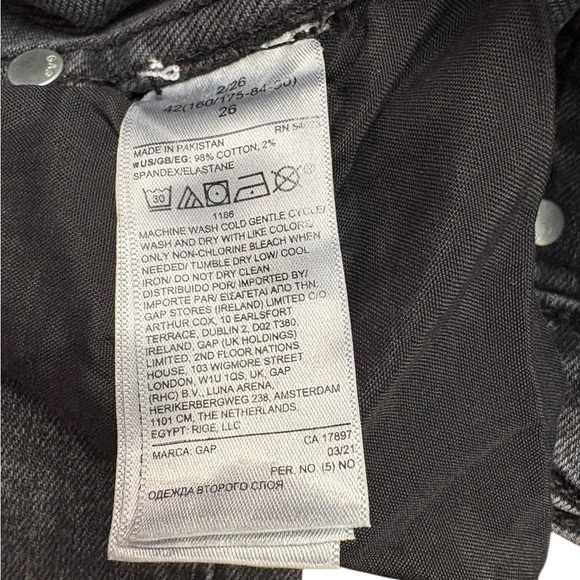 GAP
2/26
42(160/175-84-90)
26
MADE IN PAKISTAN RN 54023
US/GB/EG: 98% COTTON, 2%
SPANDEX/ELASTANE
30
1186
MACHINE WASH COLD GENTLE CYCLE/
WASH AND DRY WITH LIKE COLORS/
ONLY NON-CHLORINE BLEACH WHEN
NEEDED/ TUMBLE DRY LOW/ COOL
IRON/ DO NOT DRY CLEAN
DISTRIBUIDO POR/IMPORTED BY/
IMPORTE PAR/ ΕΙΣΑΓΕΤΑΙ ΑΠΟ ΤΗΝ:
GAP STORES (IRELAND) LIMITED C/O
ARTHUR COX, 10 EARLSFORT
TERRACE, DUBLIN 2, D02 T380,
IRELAND, GAP (UK HOLDINGS)
LIMITED, 2ND FLOOR NATIONS
HOUSE, 103 WIGMORE STREET
LONDON, W1U 1QS, UK, GAP
(RHC) B.V., LUNA ARENA,
HERIKERBERGWEG 238, AMSTERDAM
1101 CM, THE NETHERLANDS
EGYPT: RIGE, LLC
MARCA: GAP CA 17897
03/21
PER. NO. (5) NO
ОДЕЖДА ВТОРОГО СЛОЯ